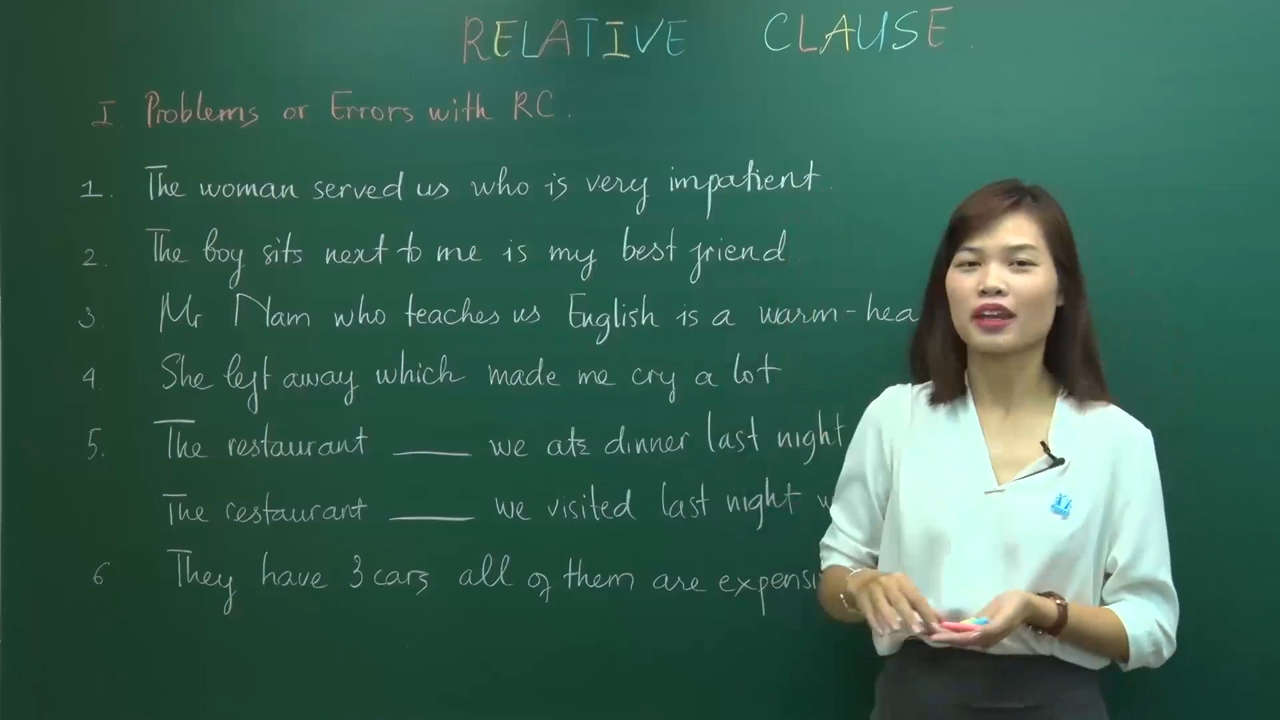 RELATIVE CLAUSE
I. Problems or Errors with RC.
1. The woman served us who is very impatient.
2. The boy sits next to me is my best friend.
3. Mr Nam who teaches us English is a warm-hea
4. She left away which made me cry a lot
5. The restaurant ____ we ate dinner last night
The restaurant ____ we visited last night w
6 They have 3 cars all of them are expensi